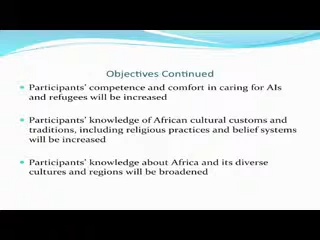 Objectives Continued
Participants' competence and comfort in caring for AIs
and refugees will be increased
Participants' knowledge of African cultural customs and
traditions, including religious practices and belief systems
will be increased
Participants' knowledge about Africa and its diverse
cultures and regions will be broadened